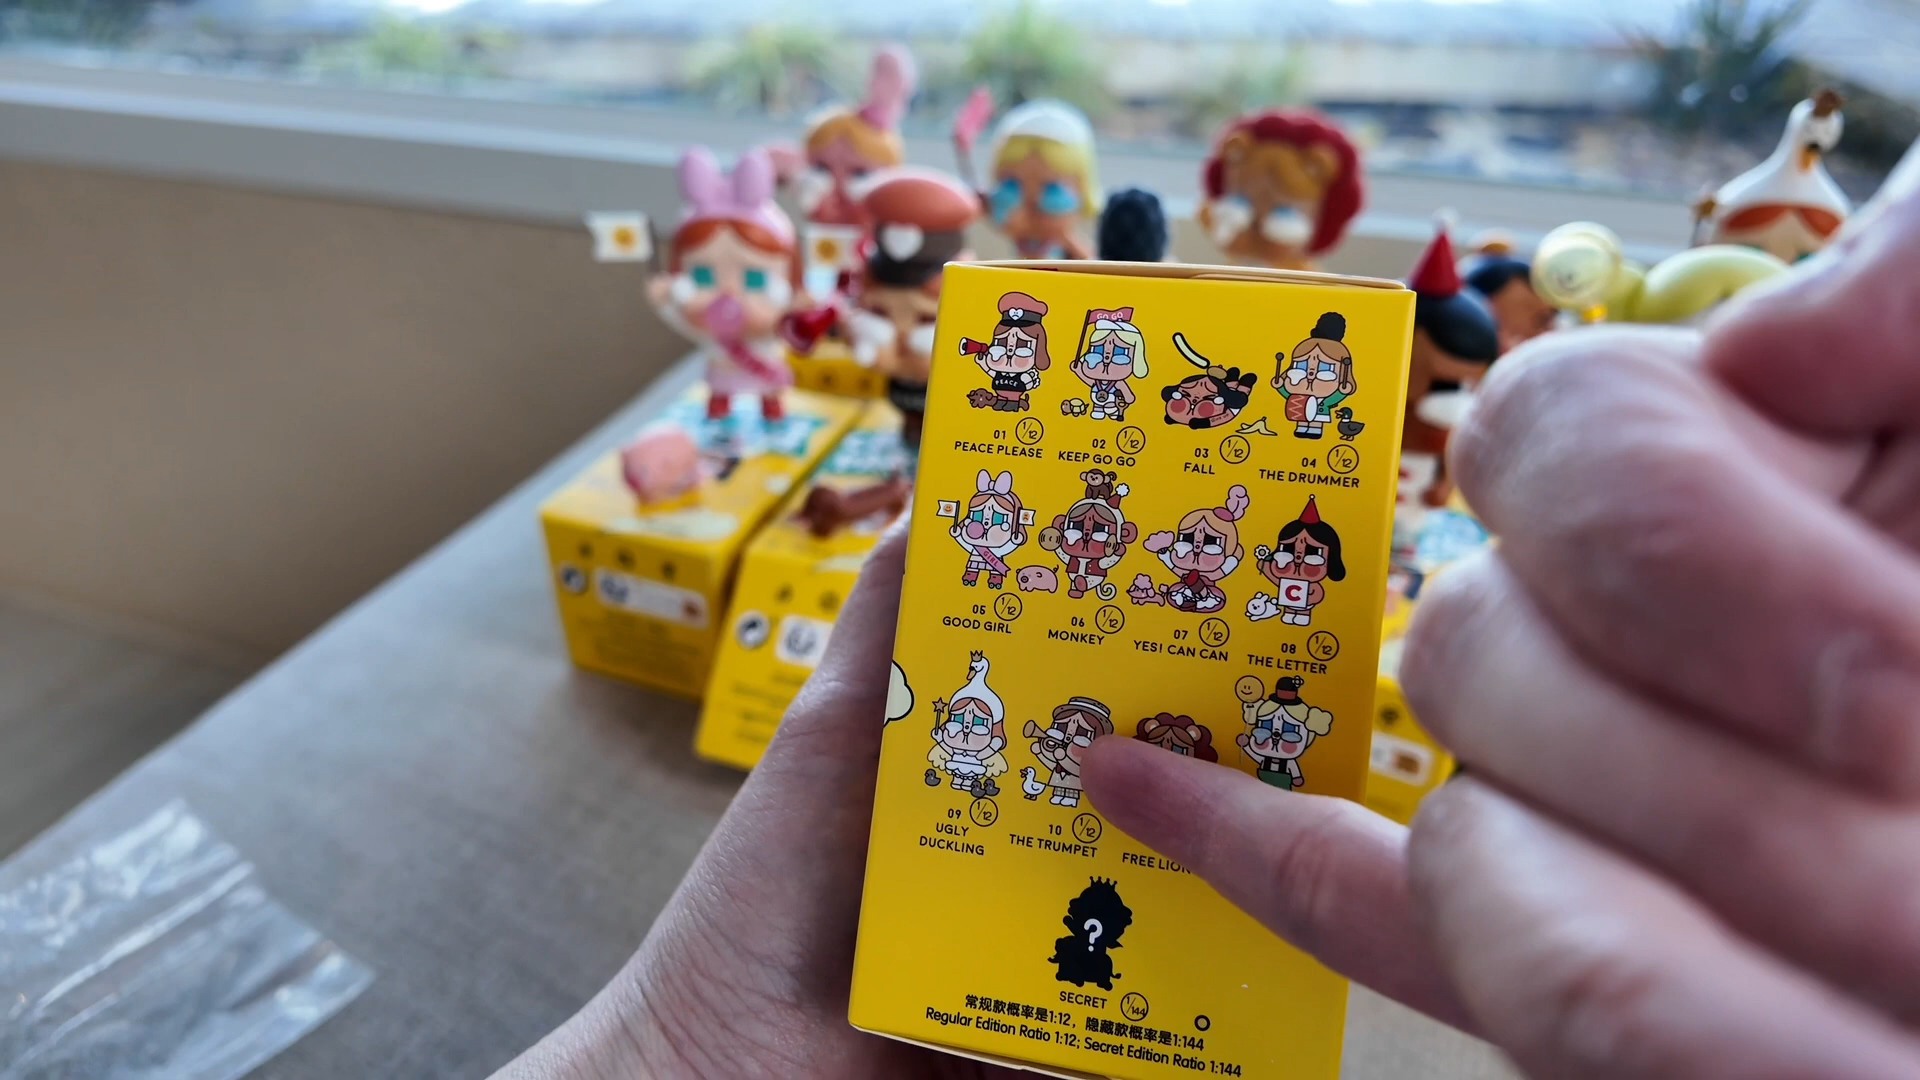 GO GO
PEACE
01 1/12
PEACE PLEASE
02 1/12
KEEP GO GO
03 1/12
FALL
04 1/12
THE DRUMMER
C
05 1/12
GOOD GIRL
06 1/12
MONKEY
07 1/12
YES! CAN CAN
08 1/12
THE LETTER
09 1/12
UGLY
DUCKLING
10 1/12
THE TRUMPET
FREE LION
?
SECRET 1/144
常规款概率是1:12，隐藏款概率是1:144
Regular Edition Ratio 1:12; Secret Edition Ratio 1:144